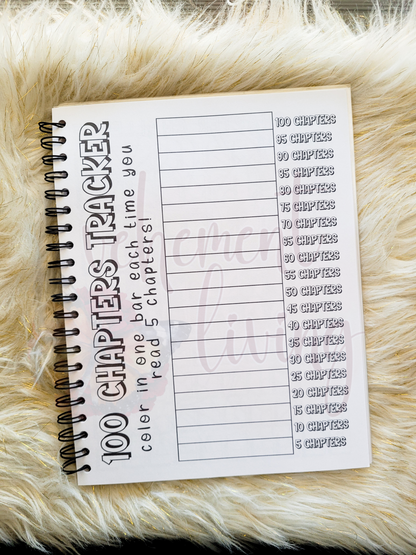 100 CHAPTERS TRACKER
color in one bar each time you
read 5 chapters!
100 CHAPTERS
95 CHAPTERS
90 CHAPTERS
85 CHAPTERS
80 CHAPTERS
75 CHAPTERS
70 CHAPTERS
65 CHAPTERS
60 CHAPTERS
55 CHAPTERS
50 CHAPTERS
45 CHAPTERS
40 CHAPTERS
35 CHAPTERS
30 CHAPTERS
25 CHAPTERS
20 CHAPTERS
15 CHAPTERS
10 CHAPTERS
5 CHAPTERS
living